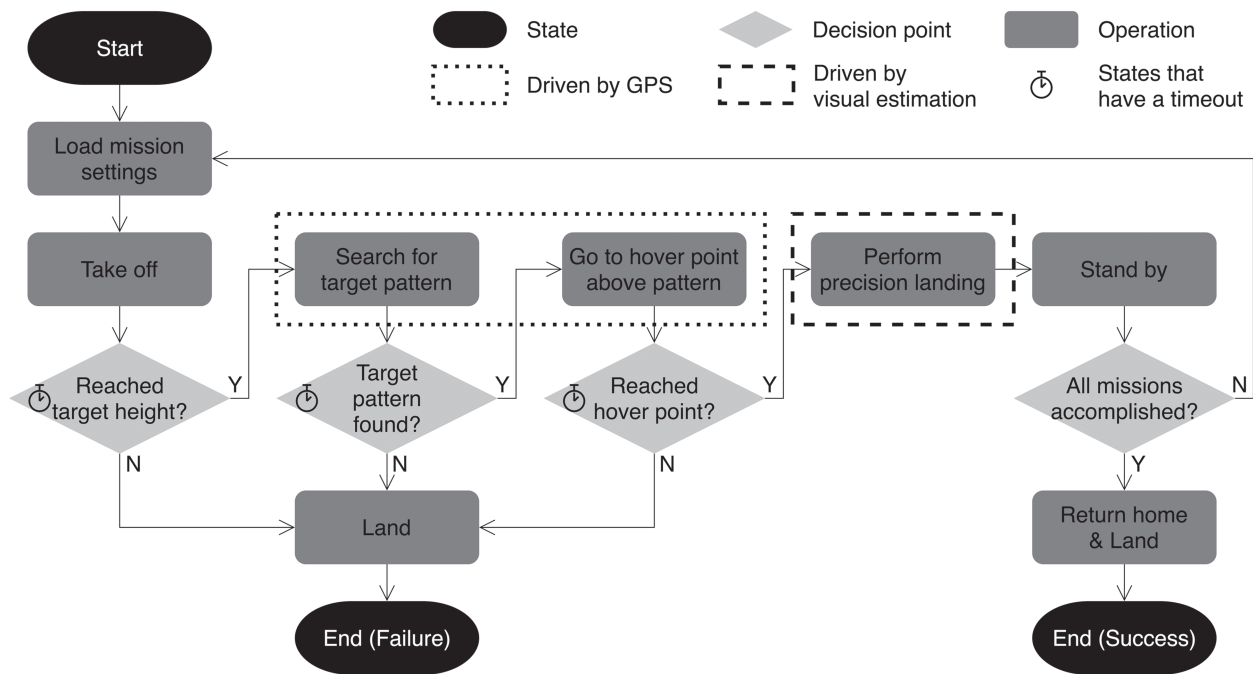 Start
State
Decision point
Operation
Driven by GPS
Driven by
visual estimation
States that
have a timeout
Load mission
settings
Take off
Search for
target pattern
Go to hover point
above pattern
Perform
precision landing
Stand by
Reached
target height?
Y
Target
pattern
found?
Y
Reached
hover point?
Y
All missions
accomplished?
N
N
N
N
Y
Land
Return home
& Land
End (Failure)
End (Success)